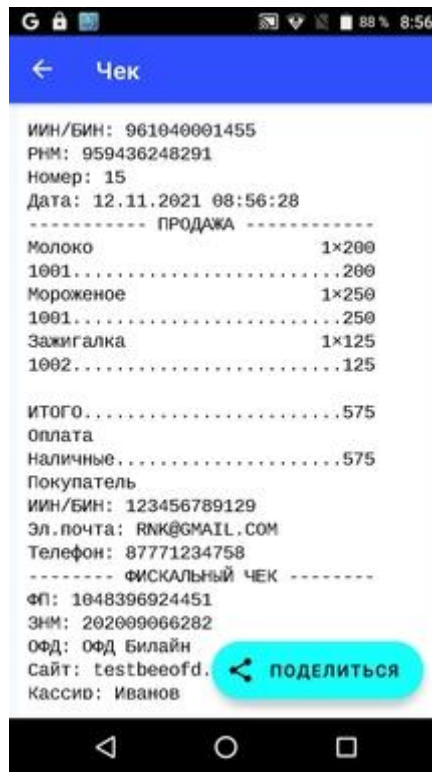 G 88 % 8:56
Чек
ИИН/БИН: 961040001455
РНМ: 959436248291
Номер: 15
Дата: 12.11.2021 08:56:28
----------- ПРОДАЖА ------------
Молоко 1×200
1001.........................200
Мороженое 1×250
1001.........................250
Зажигалка 1×125
1002.........................125
ИТОГО........................575
Оплата
Наличные.....................575
Покупатель
ИИН/БИН: 123456789129
Эл.почта: RNK@GMAIL.COM
Телефон: 87771234758
-------- ФИСКАЛЬНЫЙ ЧЕК --------
ФП: 1048396924451
ЗНМ: 202009066282
ОФД: ОФД Билайн
Сайт: testbeeofd.
ПОДЕЛИТЬСЯ
Кассир: Иванов